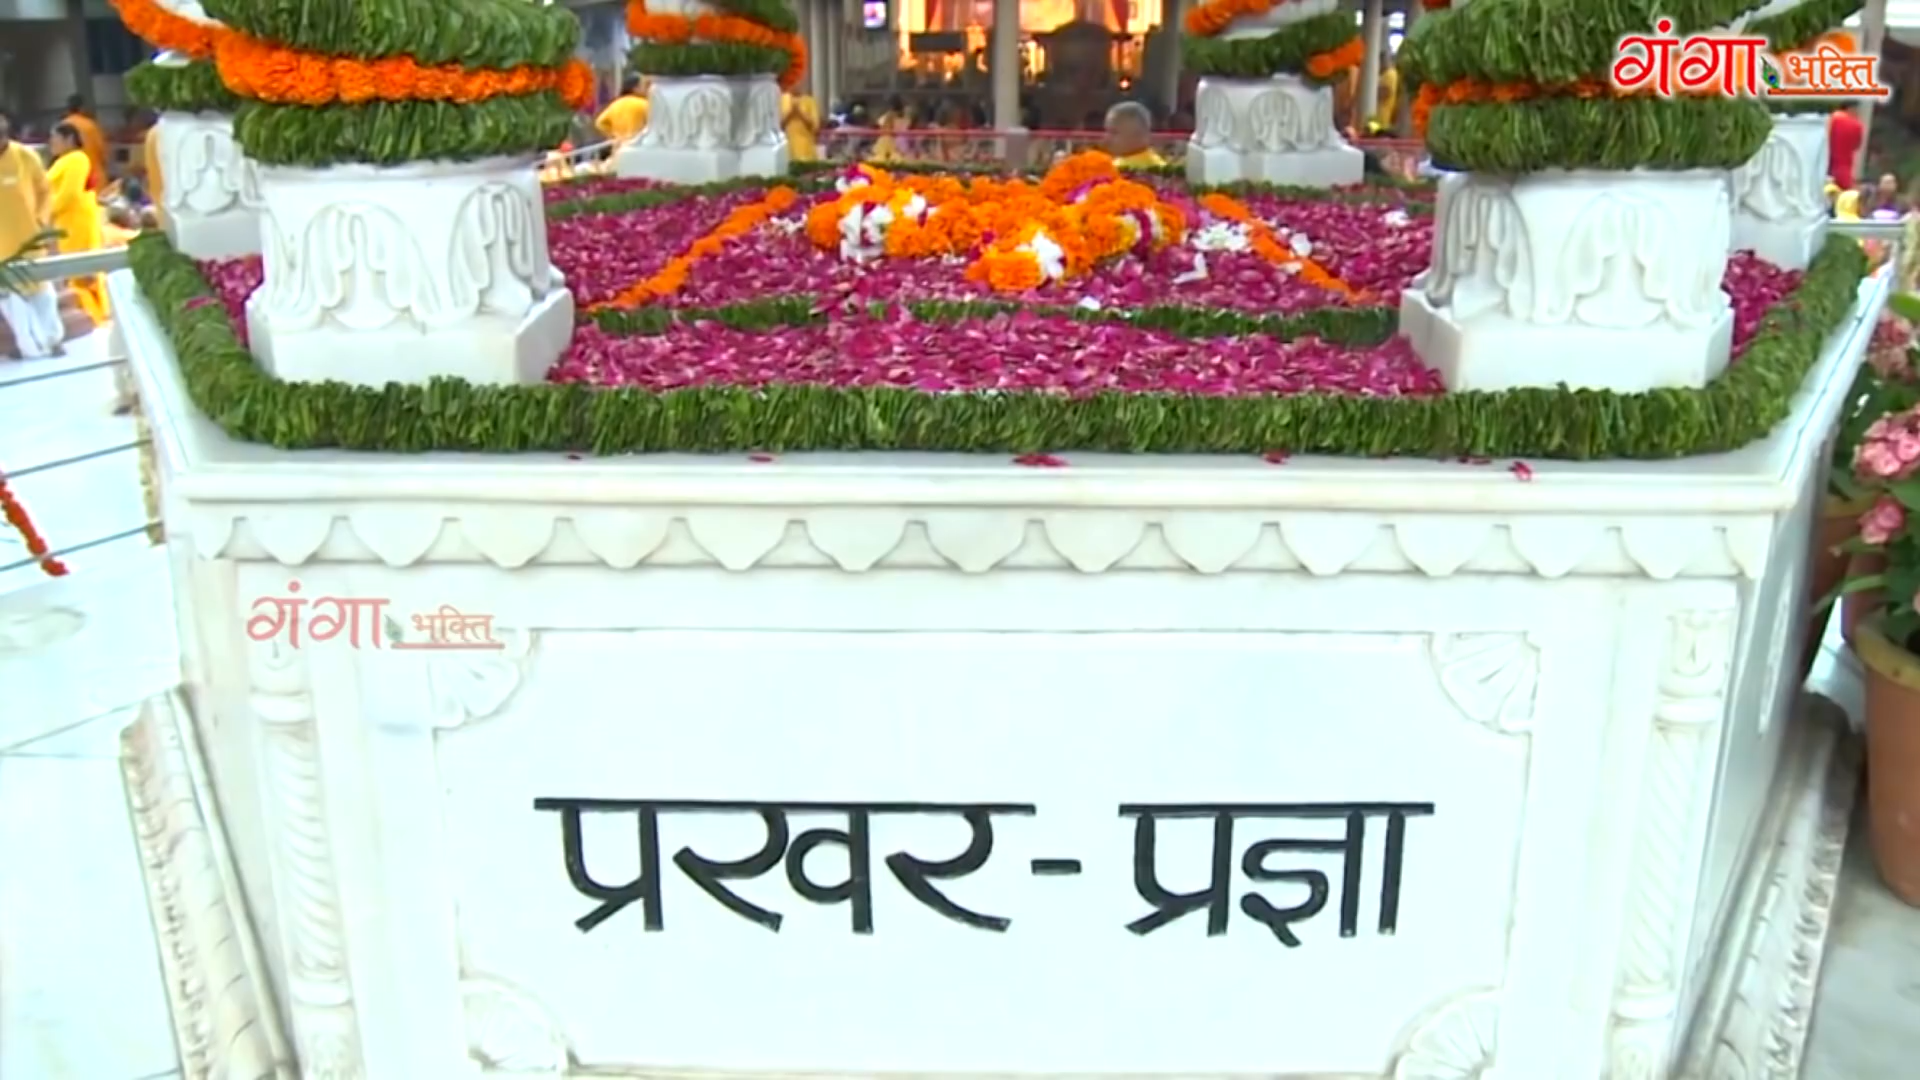 गंगा भक्ति
गंगा भक्ति
प्रखर - प्रज्ञा